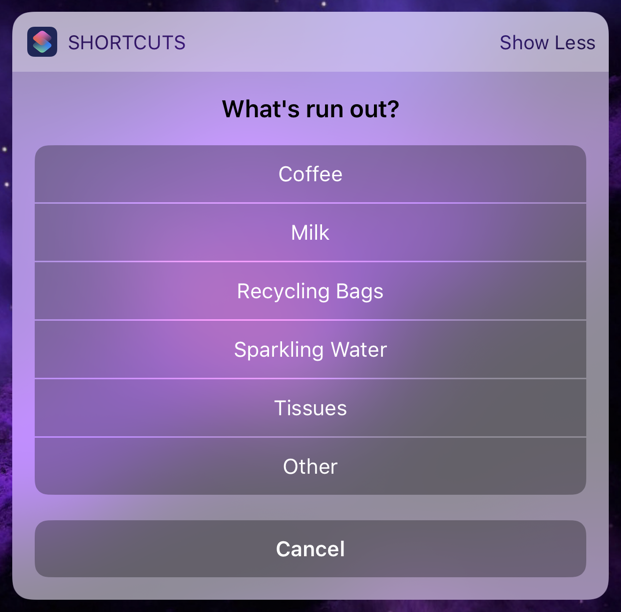 SHORTCUTS Show Less
What's run out?
Coffee
Milk
Recycling Bags
Sparkling Water
Tissues
Other
Cancel